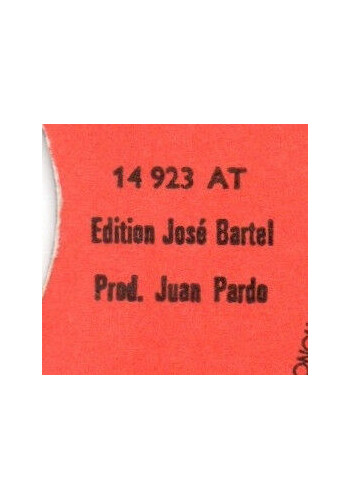 14 923 AT
Edition José Bartel
Prod. Juan Pardo